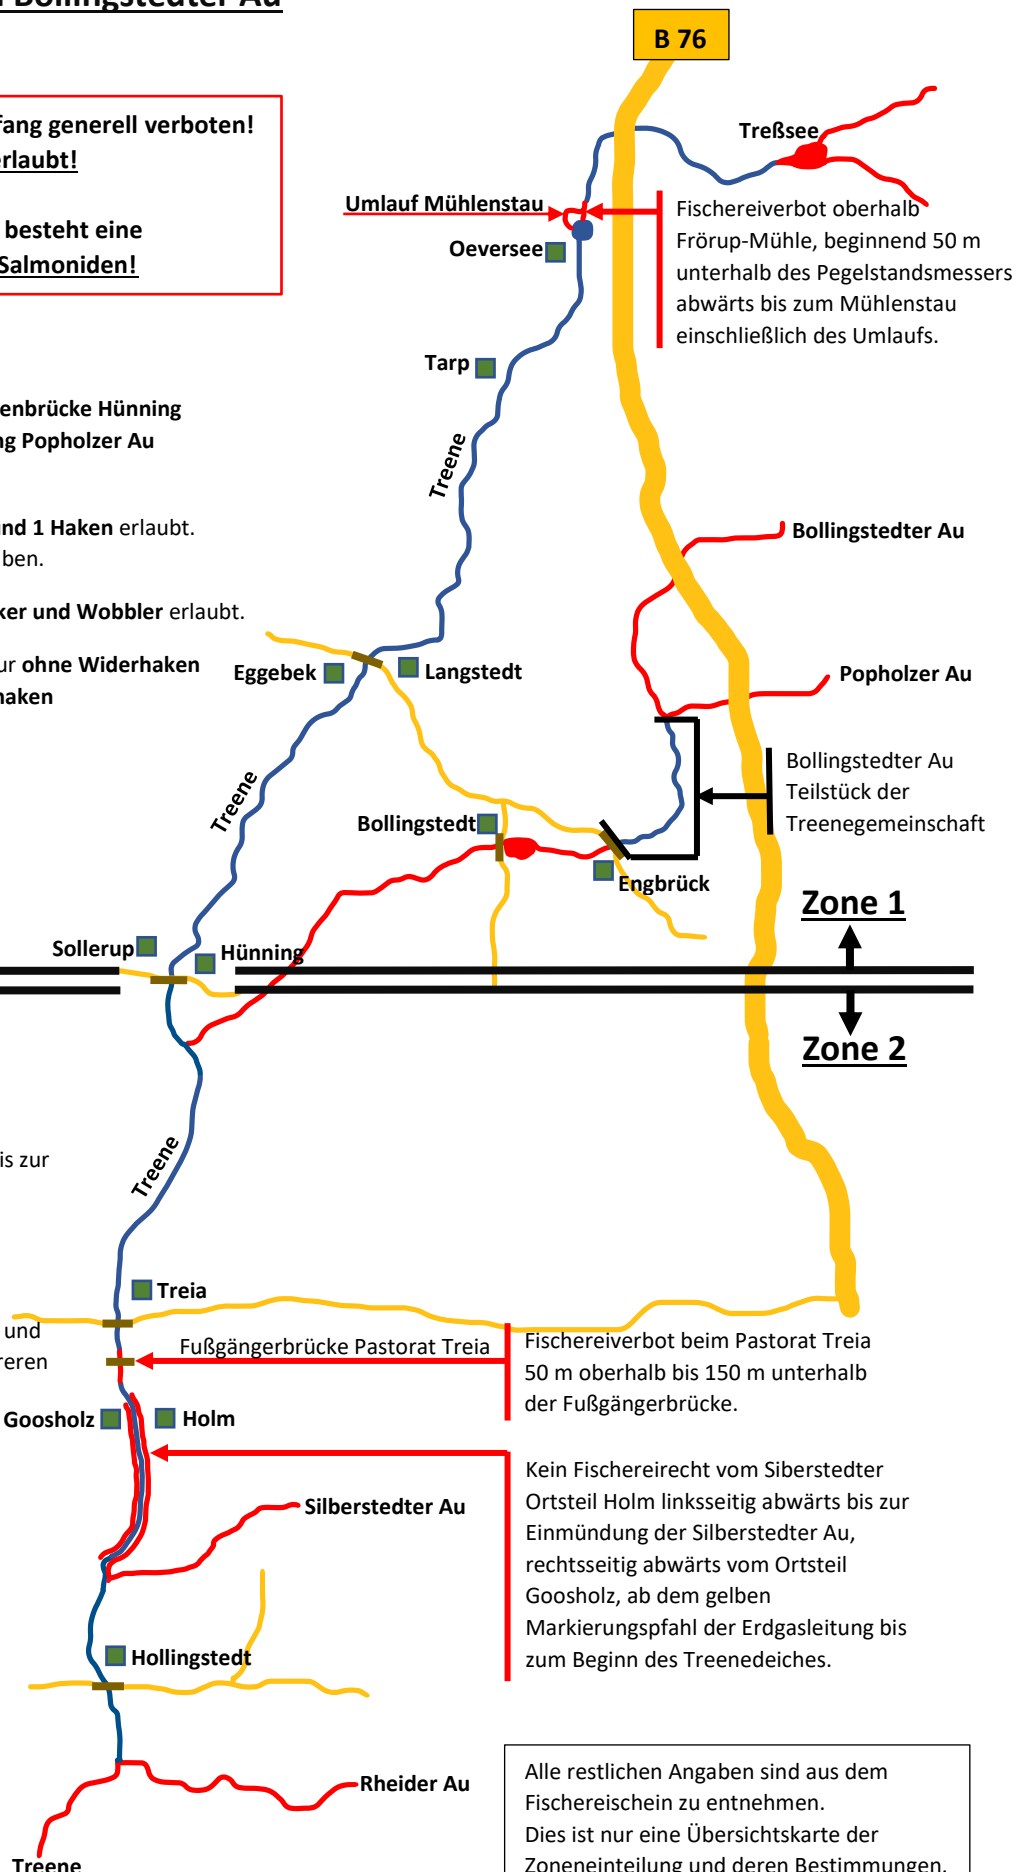 Bollingstedter Au
B 76
fang generell verboten!
erlaubt!
besteht eine
Salmoniden!
Treßsee
Umlauf Mühlenstau
Oeversee
Fischereiverbot oberhalb
Frörup-Mühle, beginnend 50 m
unterhalb des Pegelstandsmessers
abwärts bis zum Mühlenstau
einschließlich des Umlaufs.
Tarp
enbrücke Hünning
ng Popholzer Au
Treene
und 1 Haken erlaubt.
ben.
Bollingstedter Au
ker und Wobbler erlaubt.
ur ohne Widerhaken
haken
Eggebek
Langstedt
Popholzer Au
Bollingstedter Au
Teilstück der
Treenegemeinschaft
Treene
Bollingstedt
Engbrück
Zone 1
Sollerup
Hünning
Zone 2
is zur
Treene
Treia
und
reren
Fußgängerbrücke Pastorat Treia
Fischereiverbot beim Pastorat Treia
50 m oberhalb bis 150 m unterhalb
der Fußgängerbrücke.
Goosholz
Holm
Kein Fischereirecht vom Siberstedter
Ortsteil Holm linksseitig abwärts bis zur
Einmündung der Silberstedter Au,
rechtsseitig abwärts vom Ortsteil
Goosholz, ab dem gelben
Markierungspfahl der Erdgasleitung bis
zum Beginn des Treenedeiches.
Silberstedter Au
Hollingstedt
Rheider Au
Treene
Alle restlichen Angaben sind aus dem
Fischereischein zu entnehmen.
Dies ist nur eine Übersichtskarte der
Zoneneinteilung und deren Bestimmungen.